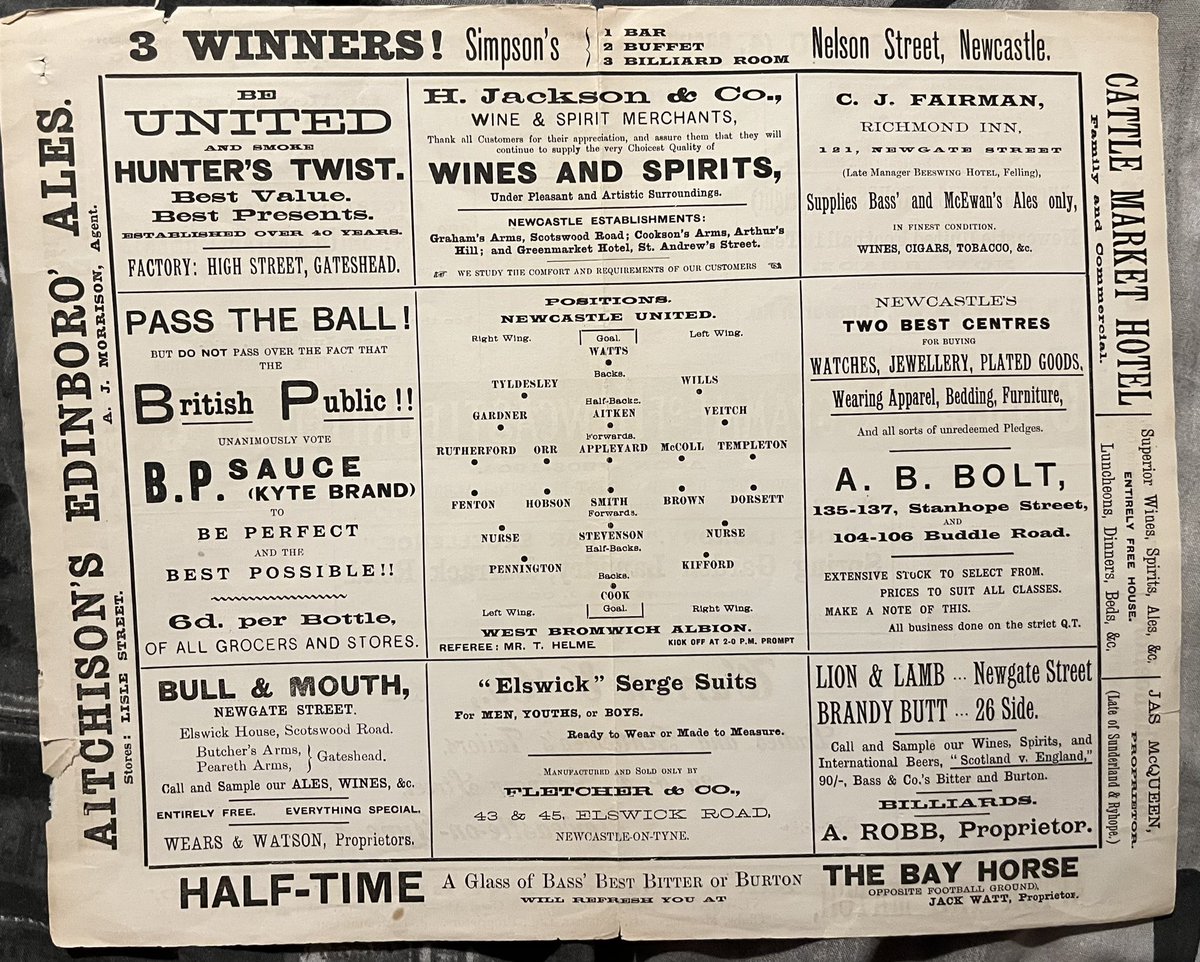 3 WINNERS! Simpson's { 1 BAR
2 BUFFET
3 BILLIARD ROOM
Nelson Street, Newcastle.
AITCHISON'S EDINBORO' ALES.
A. J. MORRISON, Agent.
Stores: LISLE STREET.
BE
UNITED
AND SMOKE
HUNTER'S TWIST.
Best Value.
Best Presents.
ESTABLISHED OVER 40 YEARS.
FACTORY: HIGH STREET, GATESHEAD.
H. Jackson & Co.,
WINE & SPIRIT MERCHANTS,
Thank all Customers for their appreciation, and assure them that they will
continue to supply the very Choicest Quality of
WINES AND SPIRITS,
Under Pleasant and Artistic Surroundings.
NEWCASTLE ESTABLISHMENTS:
Graham's Arms, Scotswood Road; Cookson's Arms, Arthur's
Hill; and Greenmarket Hotel, St. Andrew's Street.
WE STUDY THE COMFORT AND REQUIREMENTS OF OUR CUSTOMERS
C. J. FAIRMAN,
RICHMOND INN,
121, NEWGATE STREET
(Late Manager BEESWING HOTEL, Felling),
Supplies Bass' and McEwan's Ales only,
IN FINEST CONDITION.
WINES, CIGARS, TOBACCO, &c.
PASS THE BALL!
BUT DO NOT PASS OVER THE FACT THAT
THE
British Public !!
UNANIMOUSLY VOTE
B.P. SAUCE
(KYTE BRAND)
TO
BE PERFECT
AND THE
BEST POSSIBLE!!
6d. per Bottle,
OF ALL GROCERS AND STORES.
POSITIONS.
NEWCASTLE UNITED.
Right Wing. Goal. Left Wing.
WATTS
Backs.
TYLDESLEY WILLS
Half-Backs.
GARDNER AITKEN VEITCH
Forwards.
RUTHERFORD ORR APPLEYARD McCOLL TEMPLETON
FENTON HOBSON SMITH BROWN DORSETT
Forwards.
NURSE STEVENSON NURSE
Half-Backs.
PENNINGTON KIFFORD
Backs.
COOK
Left Wing. Goal. Right Wing.
WEST BROMWICH ALBION.
REFEREE: MR. T. HELME KICK OFF AT 2-0 P.M. PROMPT
NEWCASTLE'S
TWO BEST CENTRES
FOR BUYING
WATCHES, JEWELLERY, PLATED GOODS,
Wearing Apparel, Bedding, Furniture,
And all sorts of unredeemed Pledges.
A. B. BOLT,
135-137, Stanhope Street,
AND
104-106 Buddle Road.
EXTENSIVE STOCK TO SELECT FROM.
PRICES TO SUIT ALL CLASSES.
MAKE A NOTE OF THIS.
All business done on the strict Q.T.
BULL & MOUTH,
NEWGATE STREET.
Elswick House, Scotswood Road.
Butcher's Arms,
Peareth Arms, } Gateshead.
Call and Sample our ALES, WINES, &c.
ENTIRELY FREE. EVERYTHING SPECIAL.
WEARS & WATSON, Proprietors.
"Elswick" Serge Suits
For MEN, YOUTHS, or BOYS.
Ready to Wear or Made to Measure.
MANUFACTURED AND SOLD ONLY BY
FLETCHER & CO.,
43 & 45, ELSWICK ROAD,
NEWCASTLE-ON-TYNE.
LION & LAMB ... Newgate Street
BRANDY BUTT ... 26 Side.
Call and Sample our Wines, Spirits, and
International Beers, "Scotland v. England,"
90/-, Bass & Co.'s Bitter and Burton.
BILLIARDS.
A. ROBB, Proprietor.
CATTLE MARKET HOTEL
Family and Commercial.
Superior Wines, Spirits, Ales, &c.
ENTIRELY FREE HOUSE.
Luncheons, Dinners, Beds, &c.
JAS McQUEEN,
PROPRIETOR.
(Late of Sunderland & Ryhope.)
HALF-TIME A Glass of Bass' Best Bitter or Burton
WILL REFRESH YOU AT
THE BAY HORSE
OPPOSITE FOOTBALL GROUND),
JACK WATT, Proprietor.